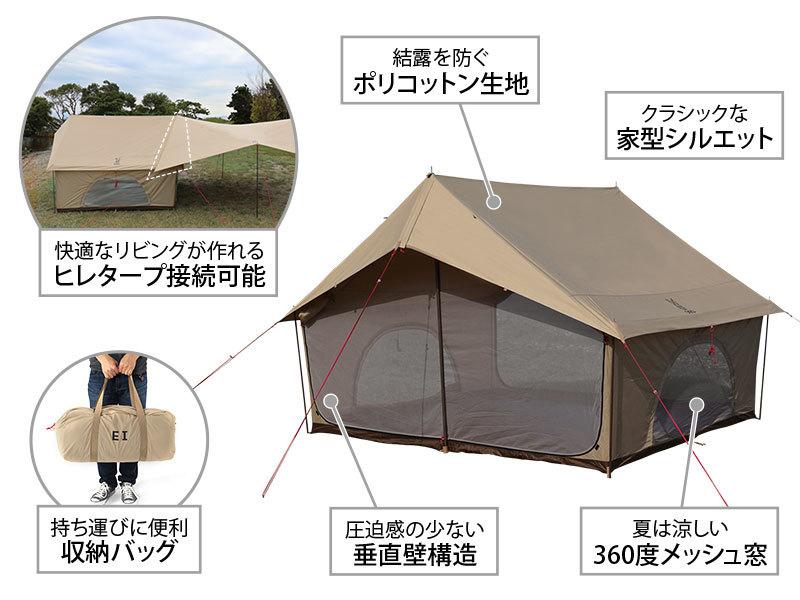 結露を防ぐ
ポリコットン生地
クラシックな
家型シルエット
快適なリビングが作れる
ヒレタープ接続可能
EI
持ち運びに便利
収納バッグ
圧迫感の少ない
垂直壁構造
夏は涼しい
360度メッシュ窓